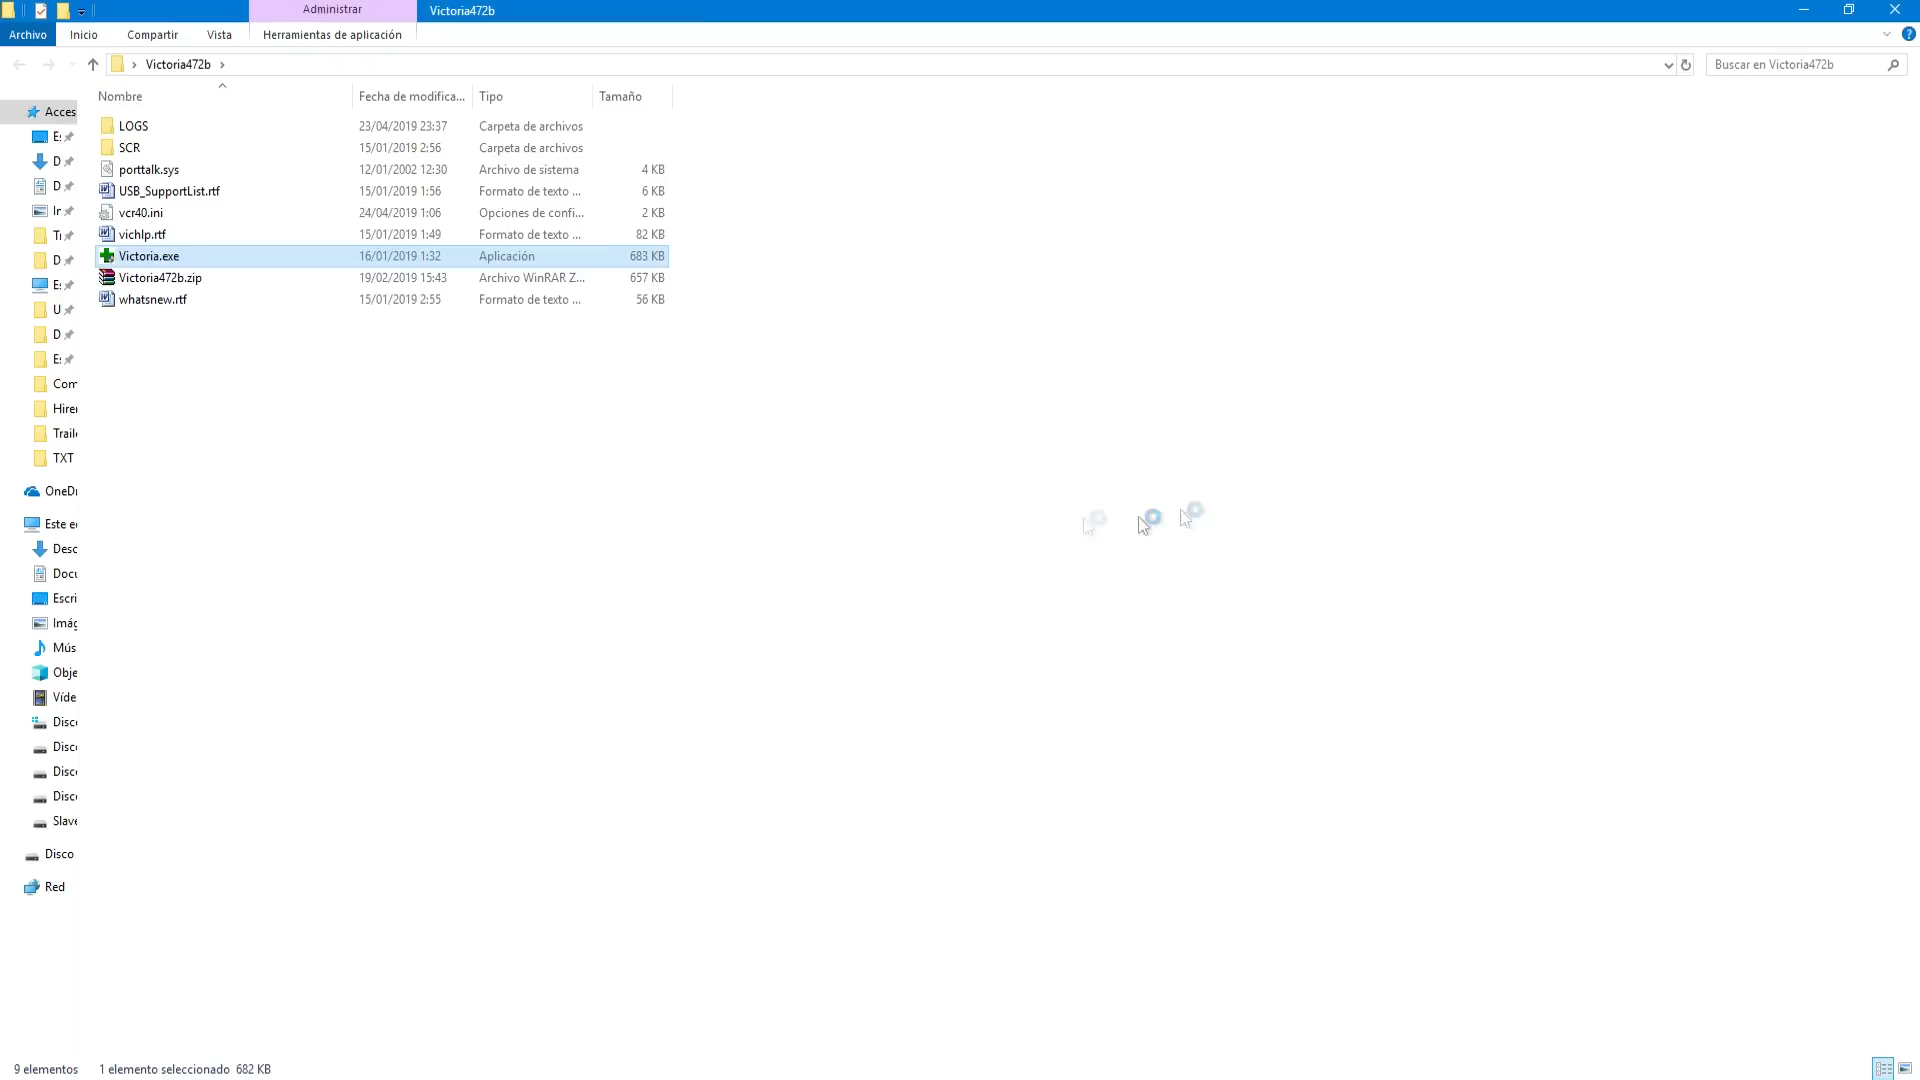 Administrar
Victoria472b
Archivo
Inicio
Compartir
Vista
Herramientas de aplicación
Victoria472b
Buscar en Victoria472b
Nombre
Fecha de modifica...
Tipo
Tamaño
LOGS 23/04/2019 23:37 Carpeta de archivos
SCR 15/01/2019 2:56 Carpeta de archivos
porttalk.sys 12/01/2002 12:30 Archivo de sistema 4 KB
USB_SupportList.rtf 15/01/2019 1:56 Formato de texto ... 6 KB
vcr40.ini 24/04/2019 1:06 Opciones de confi... 2 KB
vichlp.rtf 15/01/2019 1:49 Formato de texto ... 82 KB
Victoria.exe 16/01/2019 1:32 Aplicación 683 KB
Victoria472b.zip 19/02/2019 15:43 Archivo WinRAR Z... 657 KB
whatsnew.rtf 15/01/2019 2:55 Formato de texto ... 56 KB
Acces
D
D
D
U
D
Com
Hire
Traile
TXT
OneDr
Este e
Desc
Docu
Escri
Imág
Mús
Obje
Víde
Disc
Disc
Disc
Disc
Slave
Disco
Red
9 elementos
1 elemento seleccionado 682 KB